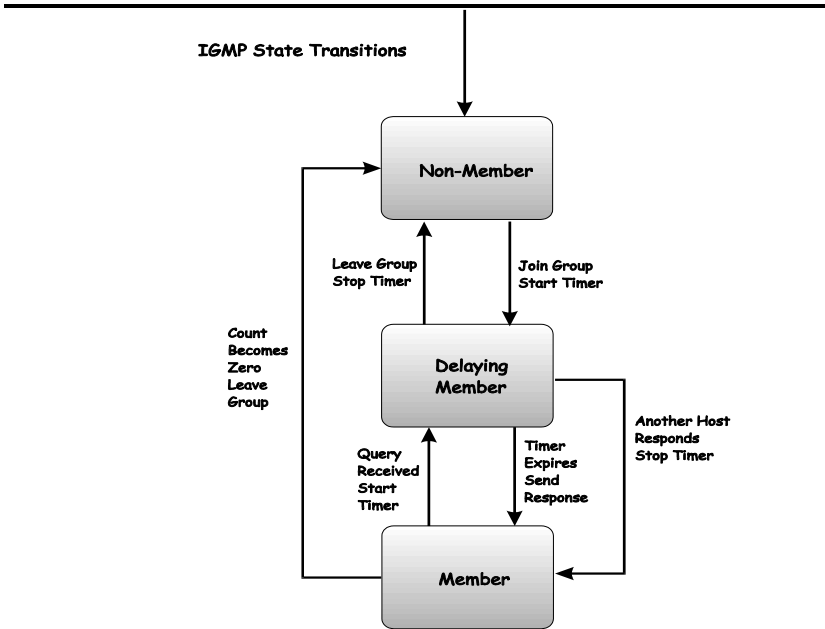 IGMP State Transitions
Non-Member
Leave Group
Stop Timer
Join Group
Start Timer
Count
Becomes
Zero
Leave
Group
Delaying
Member
Another Host
Responds
Stop Timer
Query
Received
Start
Timer
Timer
Expires
Send
Response
Member